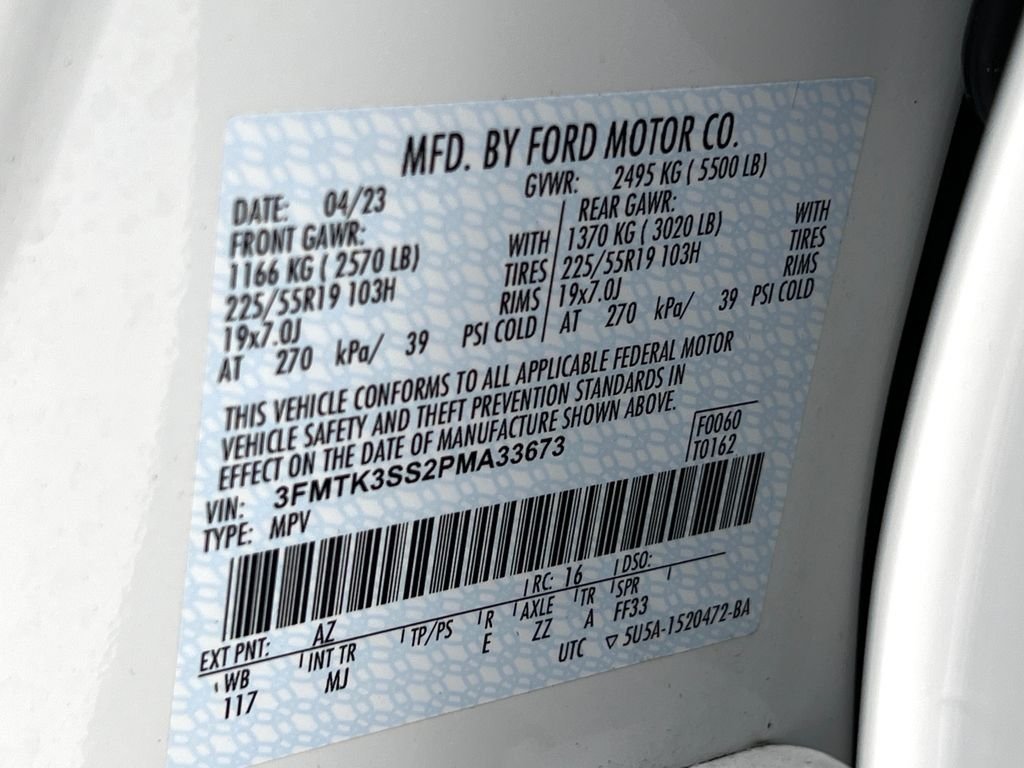 MFD. BY FORD MOTOR CO.
DATE: 04/23 GVWR: 2495 KG ( 5500 LB)
FRONT GAWR: REAR GAWR:
1166 KG ( 2570 LB) WITH 1370 KG ( 3020 LB) WITH
225/55R19 103H TIRES 225/55R19 103H TIRES
19x7.0J RIMS 19x7.0J RIMS
AT 270 kPa/ 39 PSI COLD AT 270 kPa/ 39 PSI COLD
THIS VEHICLE CONFORMS TO ALL APPLICABLE FEDERAL MOTOR
VEHICLE SAFETY AND THEFT PREVENTION STANDARDS IN
EFFECT ON THE DATE OF MANUFACTURE SHOWN ABOVE.
F0060
VIN: 3FMTK3SS2PMA33673 T0162
TYPE: MPV
EXT PNT: AZ RC: 16 DSO:
WB INT TR TP/PS R AXLE TR SPR
117 MJ E ZZ A FF33
UTC ▽ 5U5A-1520472-BA